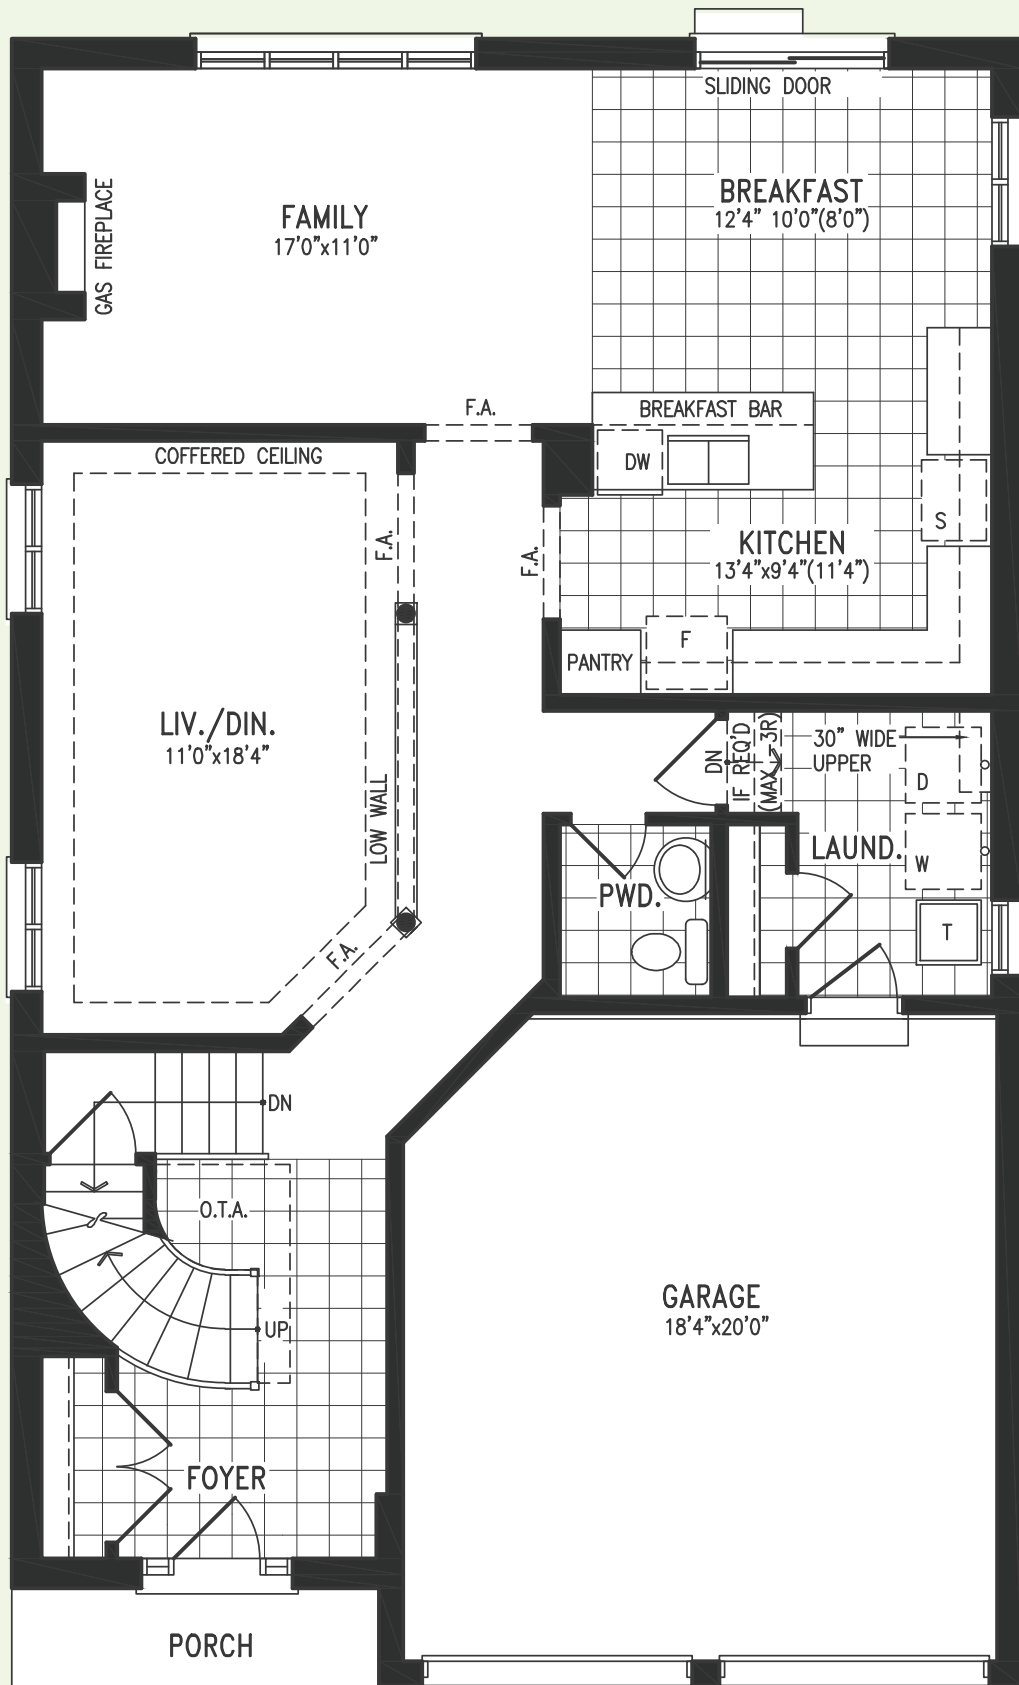 SLIDING DOOR
BREAKFAST
12'4" 10'0"(8'0")
FAMILY
17'0"x11'0"
GAS FIREPLACE
F.A.
BREAKFAST BAR
COFFERED CEILING
DW
S
F.A.
F.A.
KITCHEN
13'4"x9'4"(11'4")
F
PANTRY
LIV./DIN.
11'0"x18'4"
LOW WALL
DN
IF REQ'D
(MAX -3R)
30" WIDE
UPPER
D
LAUND.
W
PWD.
T
F.A.
DN
O.T.A.
UP
GARAGE
18'4"x20'0"
FOYER
PORCH